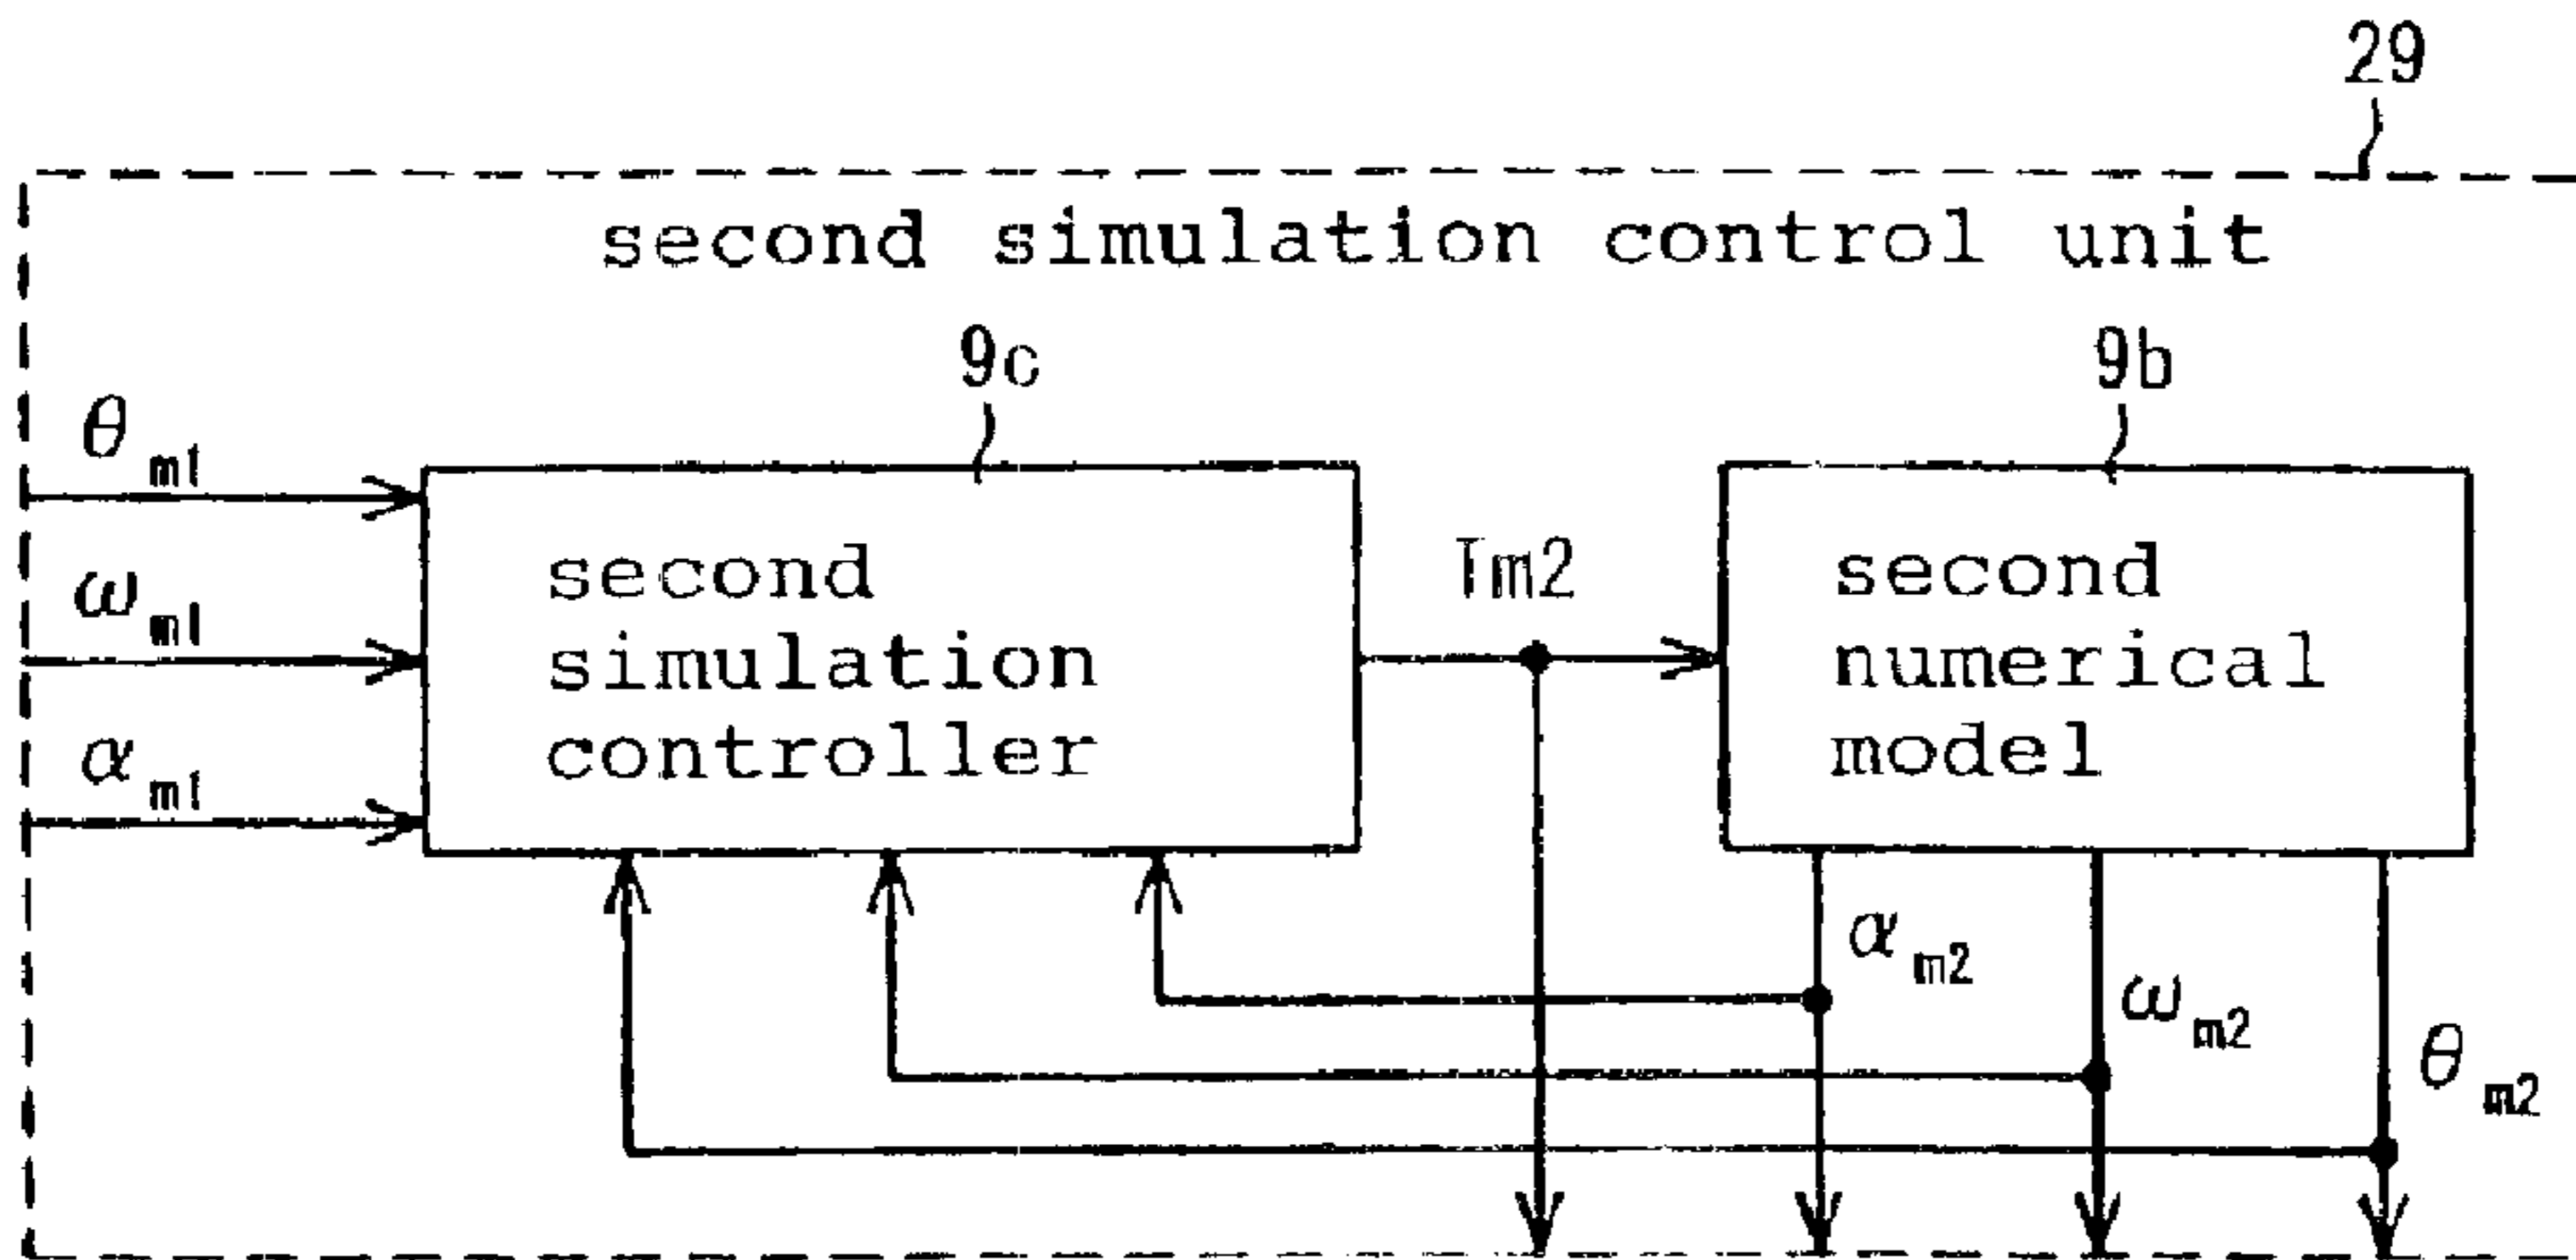 29
second simulation control unit
9c
9b
θm1
ωm1
αm1
second
simulation
controller
Tm2
second
numerical
model
αm2
ωm2
θm2